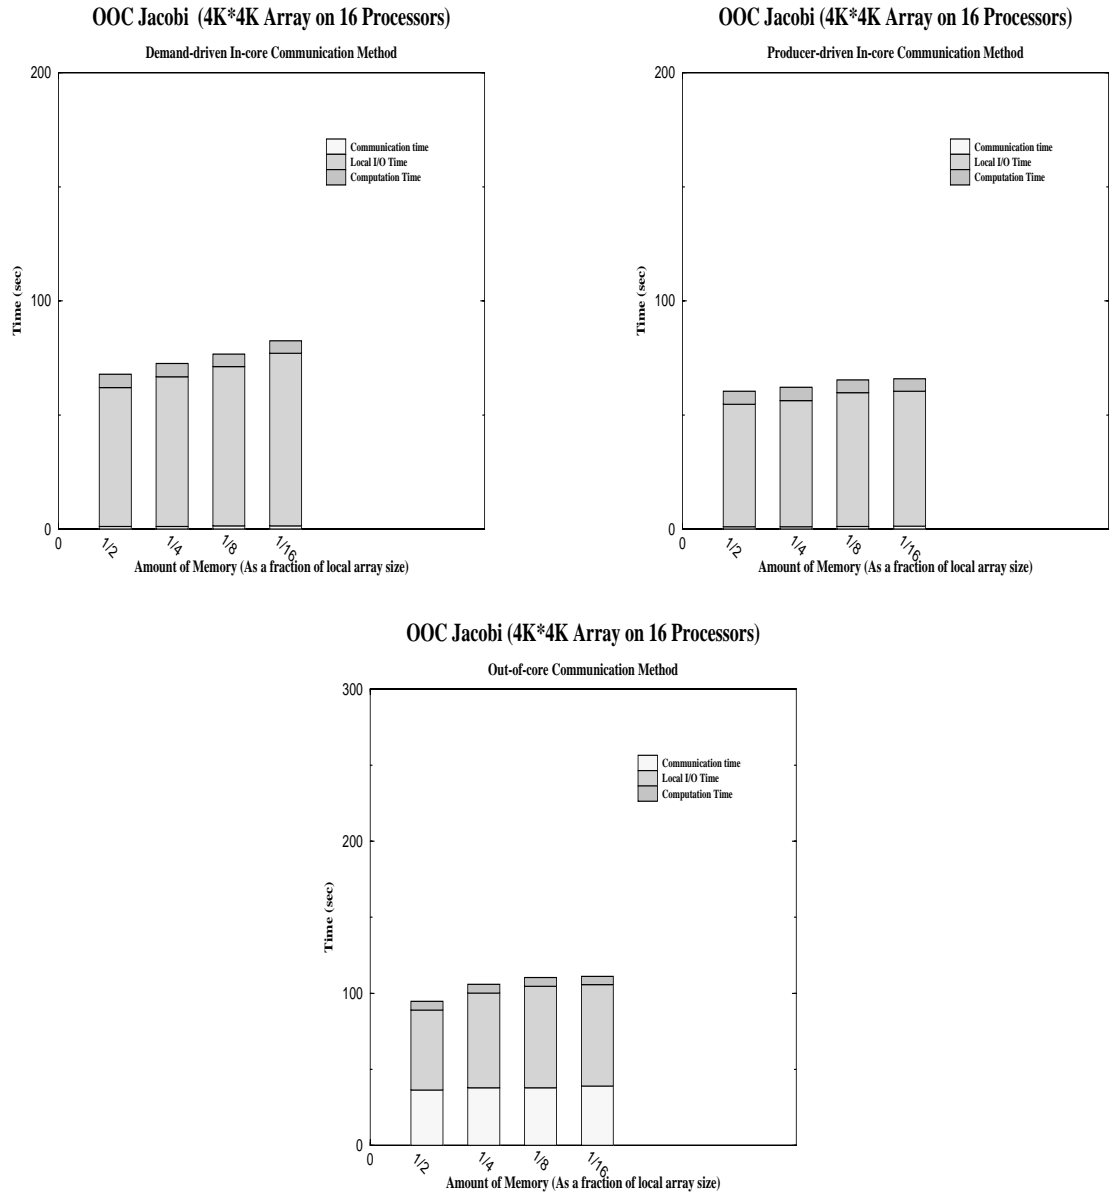 OOC Jacobi (4K*4K Array on 16 Processors)
Demand-driven In-core Communication Method
200
100
0
Time (sec)
Communication time
Local I/O Time
Computation Time
0
1/2
1/4
1/8
1/16
Amount of Memory (As a fraction of local array size)
OOC Jacobi (4K*4K Array on 16 Processors)
Producer-driven In-core Communication Method
200
100
0
Time (sec)
Communication time
Local I/O Time
Computation Time
0
1/2
1/4
1/8
1/16
Amount of Memory (As a fraction of local array size)
OOC Jacobi (4K*4K Array on 16 Processors)
Out-of-core Communication Method
300
200
100
0
Time (sec)
Communication time
Local I/O Time
Computation Time
0
1/2
1/4
1/8
1/16
Amount of Memory (As a fraction of local array size)